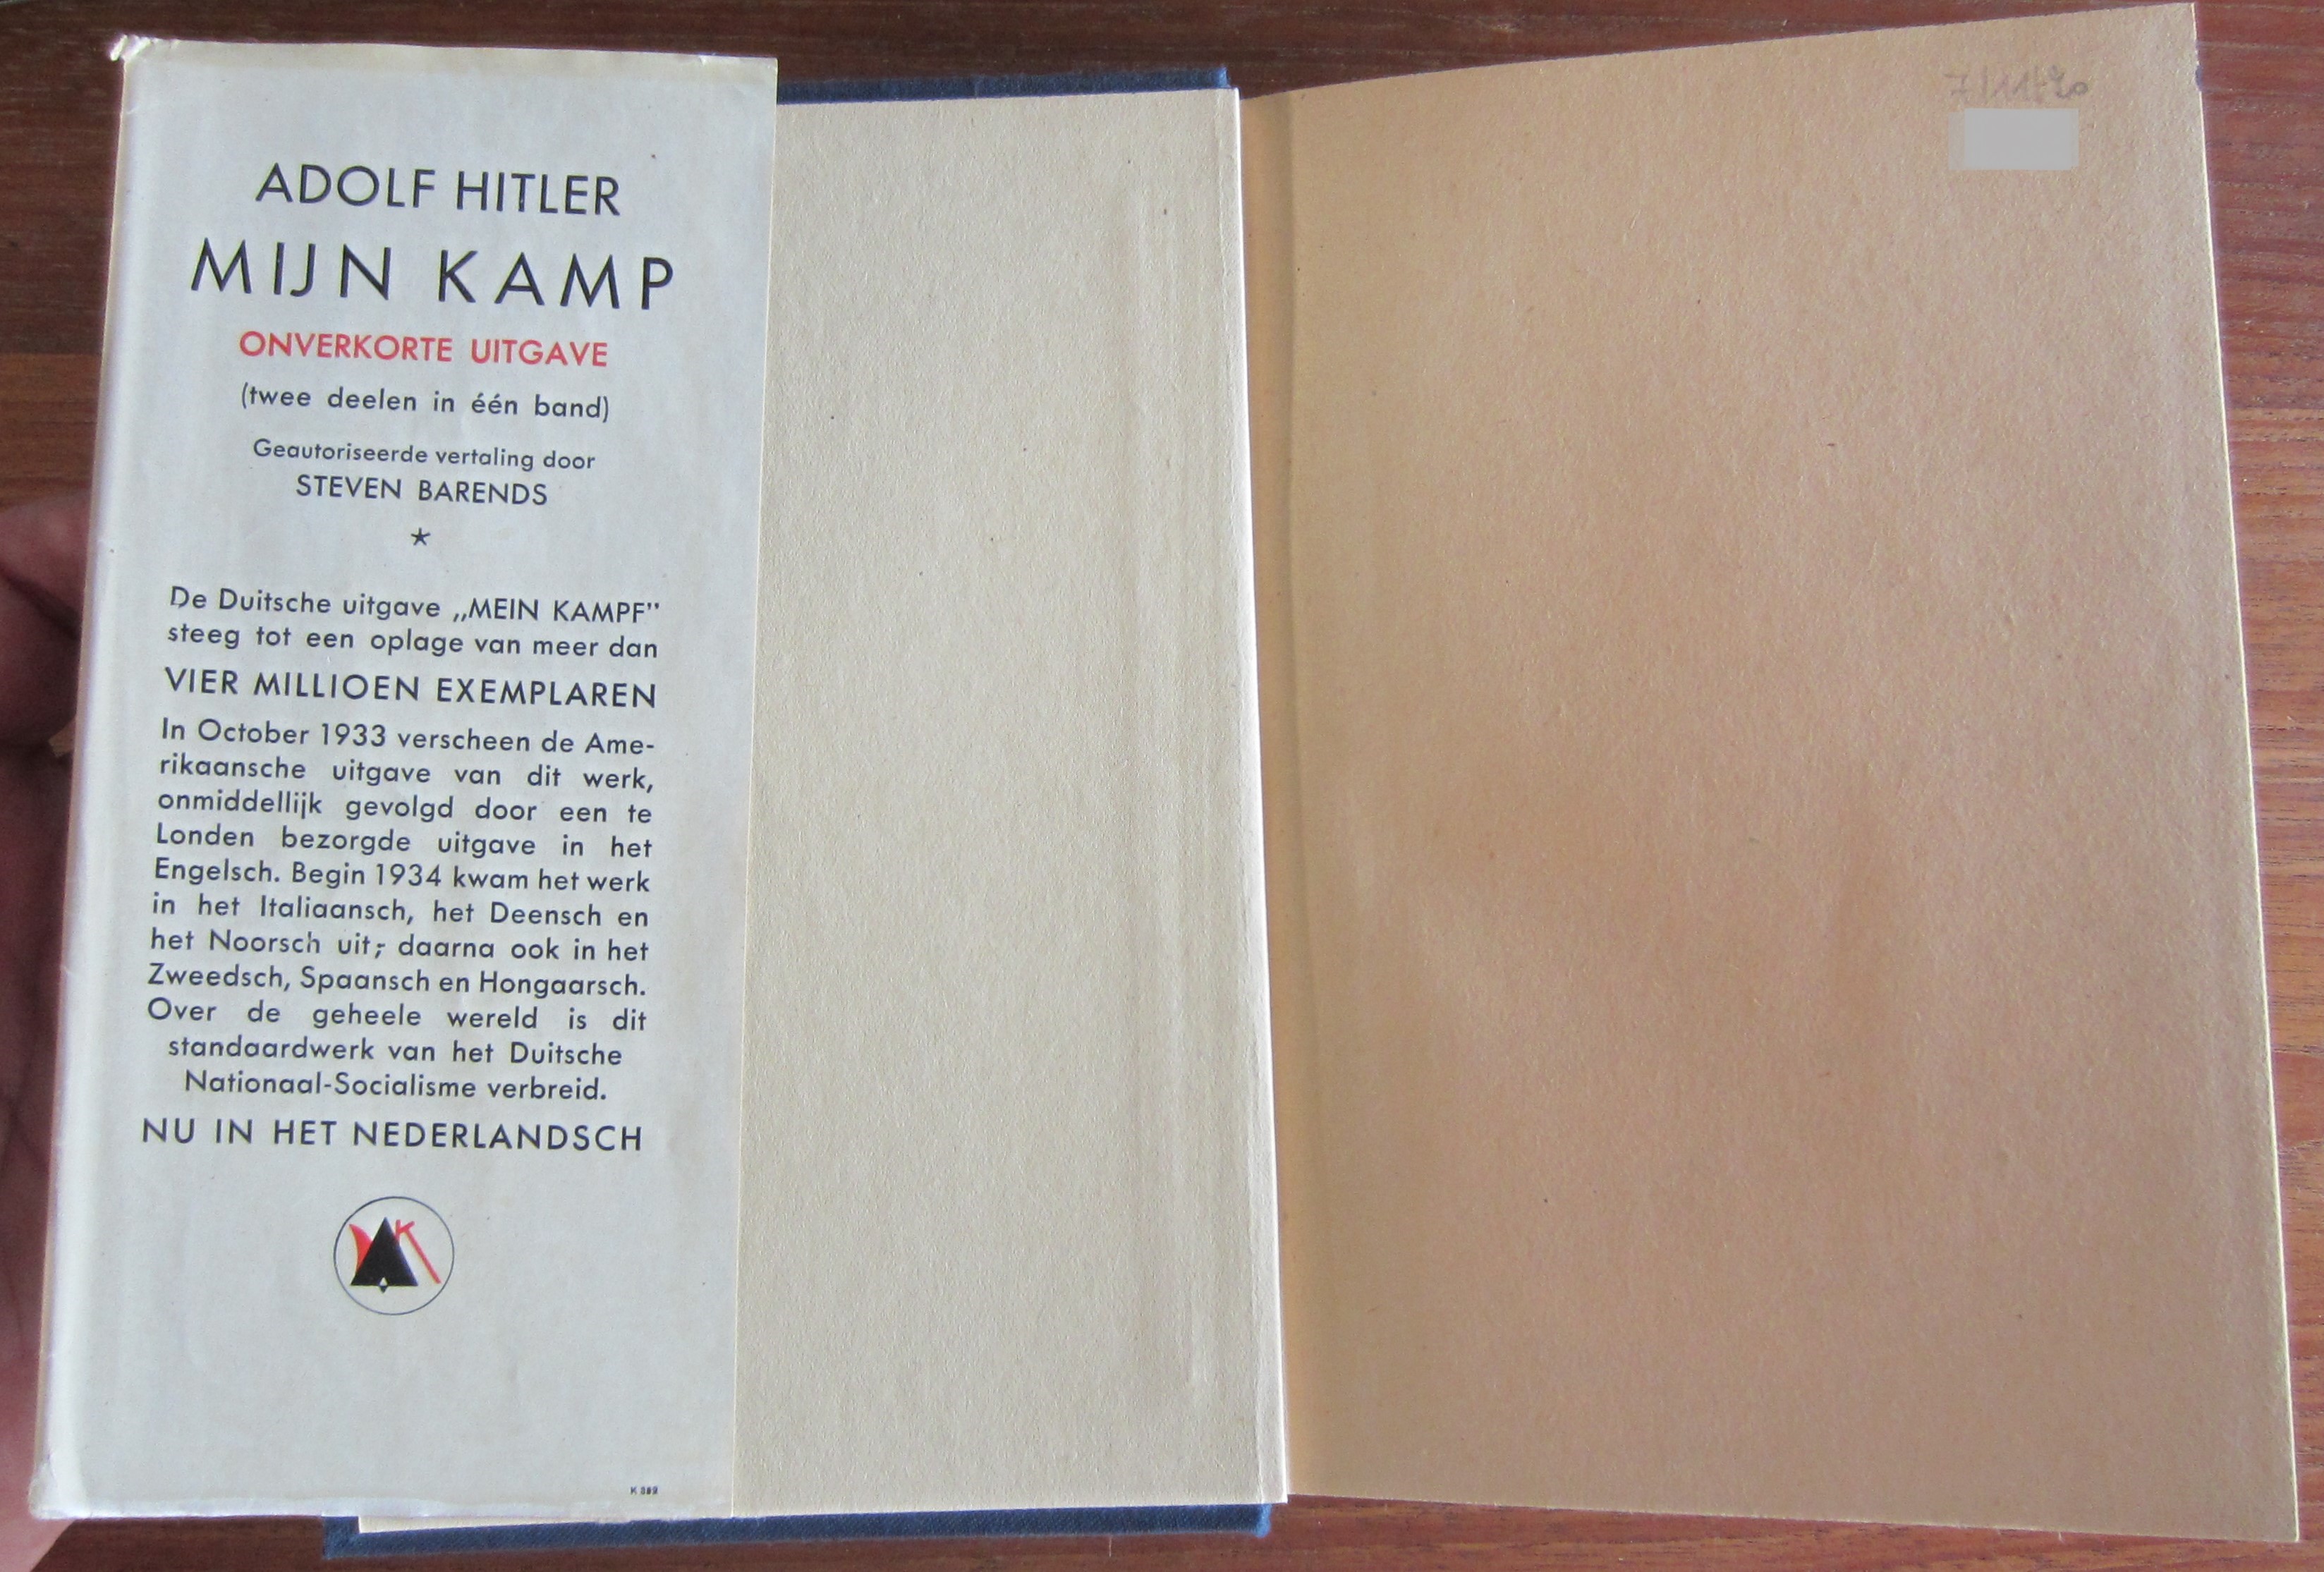 ADOLF HITLER
MIJN KAMP
ONVERKORTE UITGAVE
(twee deelen in één band)
Geautoriseerde vertaling door
STEVEN BARENDS
*
De Duitsche uitgave „MEIN KAMPF”
steeg tot een oplage van meer dan
VIER MILLIOEN EXEMPLAREN
In October 1933 verscheen de Ame-
rikaansche uitgave van dit werk,
onmiddellijk gevolgd door een te
Londen bezorgde uitgave in het
Engelsch. Begin 1934 kwam het werk
in het Italiaansch, het Deensch en
het Noorsch uit; daarna ook in het
Zweedsch, Spaansch en Hongaarsch.
Over de geheele wereld is dit
standaardwerk van het Duitsche
Nationaal-Socialisme verbreid.
NU IN HET NEDERLANDSCH